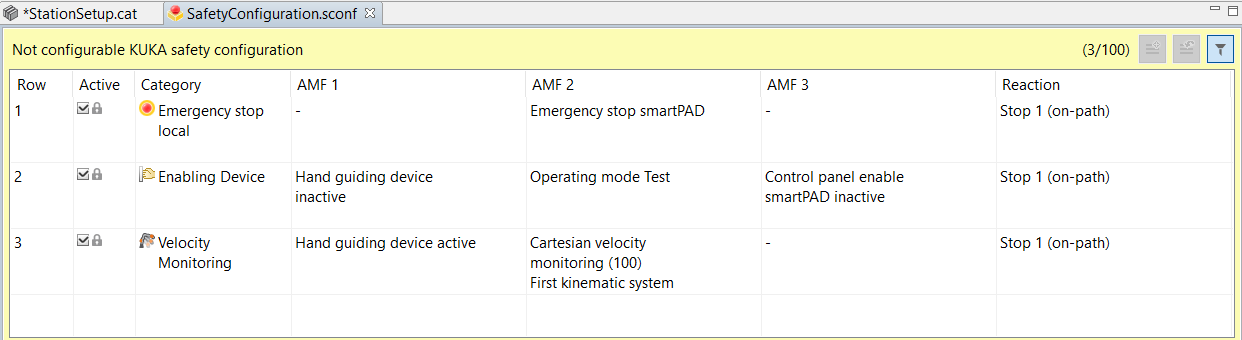 *StationSetup.cat SafetyConfiguration.sconf
Not configurable KUKA safety configuration (3/100)
Row Active Category AMF 1 AMF 2 AMF 3 Reaction
1 Emergency stop - Emergency stop smartPAD - Stop 1 (on-path)
local
2 Enabling Device Hand guiding device Operating mode Test Control panel enable Stop 1 (on-path)
inactive smartPAD inactive
3 Velocity Hand guiding device active Cartesian velocity - Stop 1 (on-path)
Monitoring monitoring (100)
First kinematic system